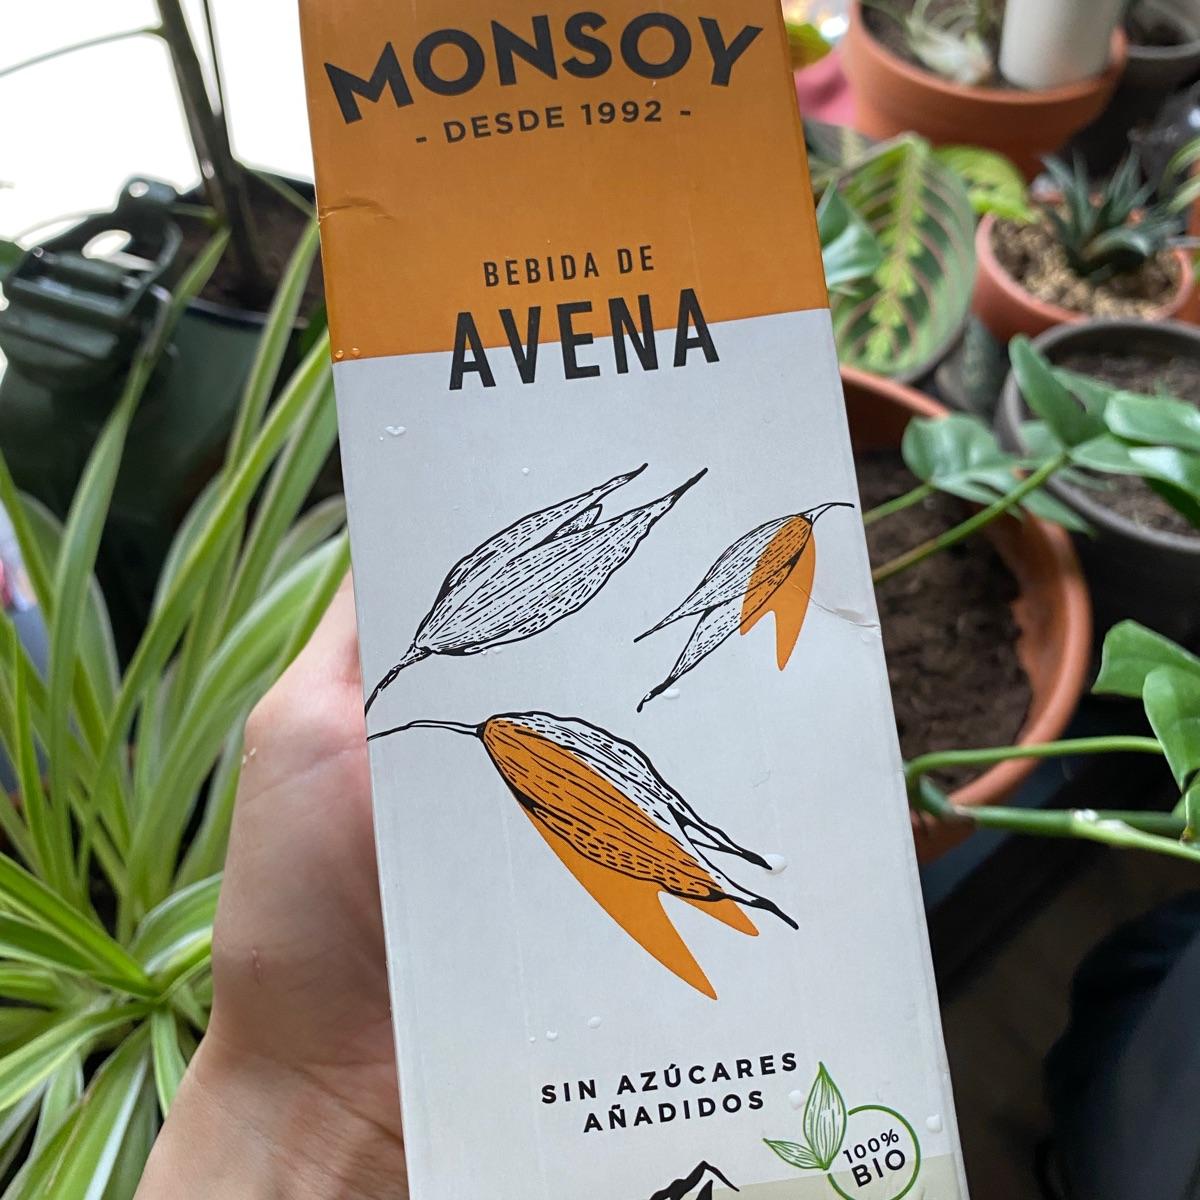 MONSOY
- DESDE 1992 -
BEBIDA DE
AVENA
SIN AZÚCARES
AÑADIDOS
100%
BIO